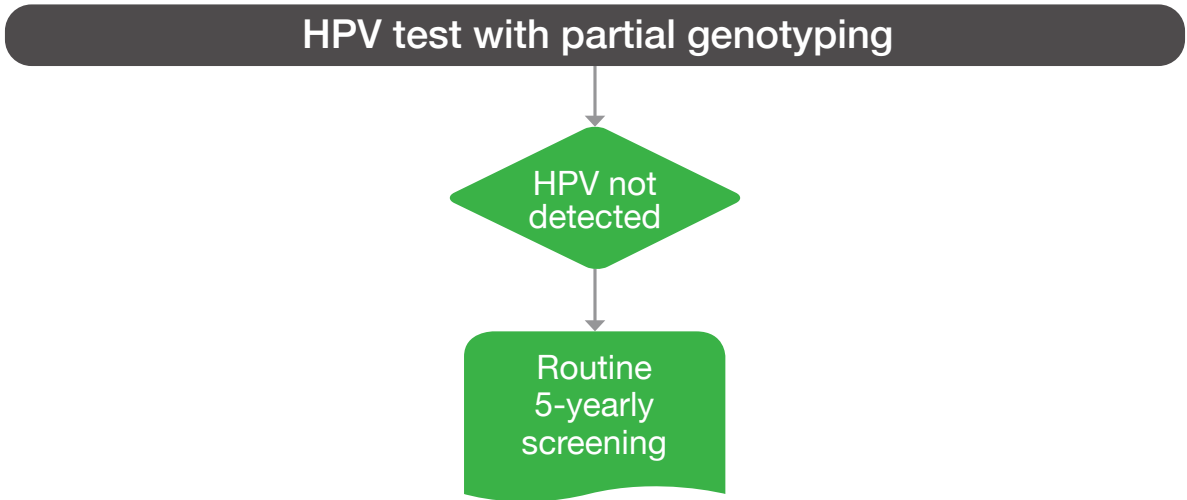 HPV test with partial genotyping
HPV not
detected
Routine
5-yearly
screening